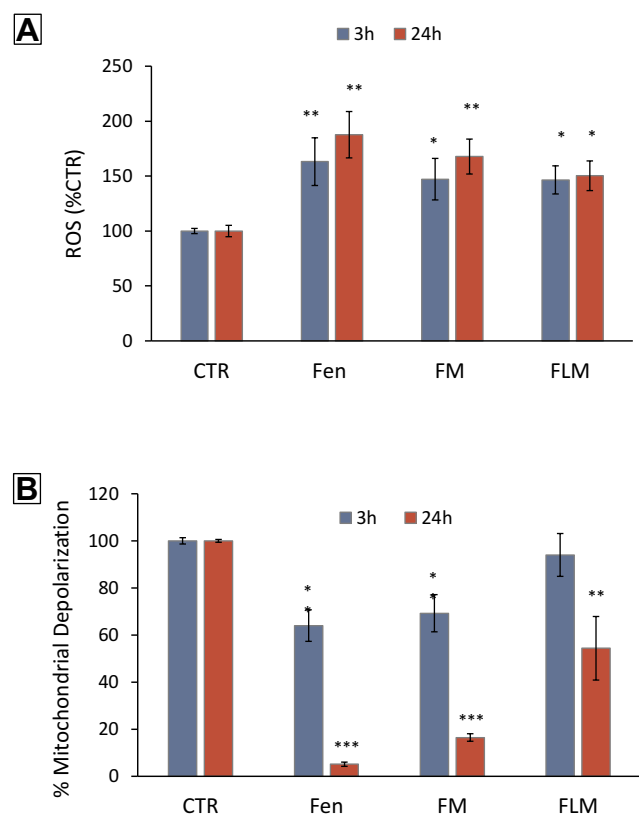 A
3h 24h
250
200
150
100
50
0
ROS (%CTR)
** ** * ** * *
CTR Fen FM FLM
B
3h 24h
120
100
80
60
40
20
0
% Mitochondrial Depolarization
* * *** * * *** **
CTR Fen FM FLM